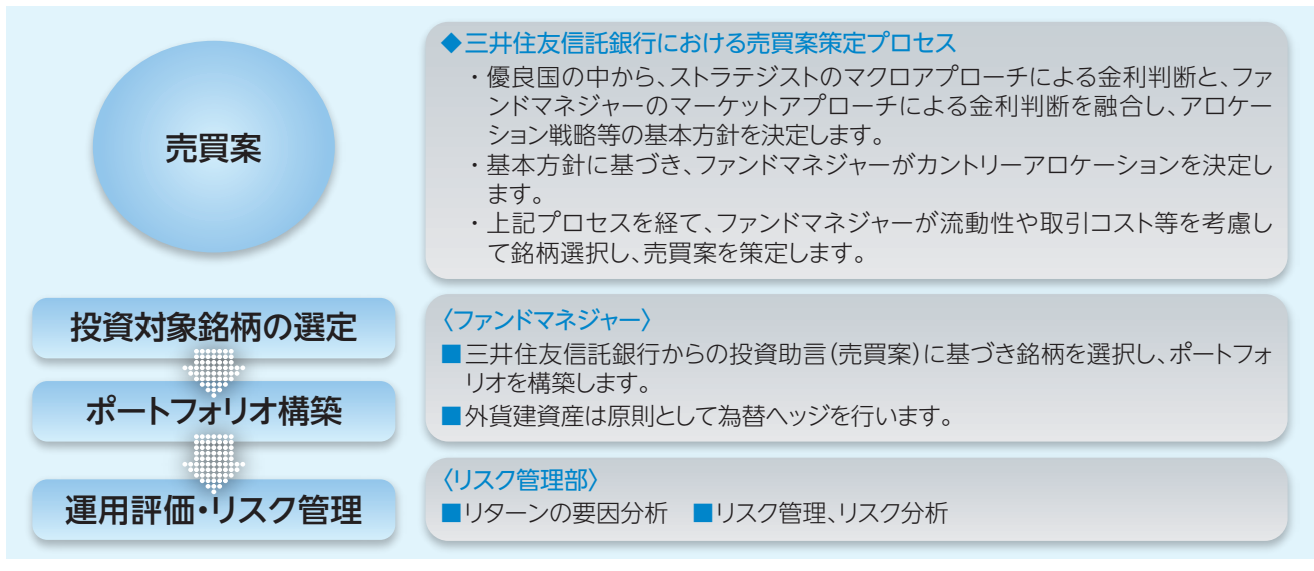 売買案
◆三井住友信託銀行における売買案策定プロセス
・優良国の中から、ストラテジストのマクロアプローチによる金利判断と、ファ
ンドマネジャーのマーケットアプローチによる金利判断を融合し、アロケー
ション戦略等の基本方針を決定します。
・基本方針に基づき、ファンドマネジャーがカントリーアロケーションを決定し
ます。
・上記プロセスを経て、ファンドマネジャーが流動性や取引コスト等を考慮し
て銘柄選択し、売買案を策定します。
投資対象銘柄の選定
ポートフォリオ構築
〈ファンドマネジャー〉
■三井住友信託銀行からの投資助言(売買案)に基づき銘柄を選択し、ポートフォ
リオを構築します。
■外貨建資産は原則として為替ヘッジを行います。
運用評価・リスク管理
〈リスク管理部〉
■リターンの要因分析 ■リスク管理、リスク分析